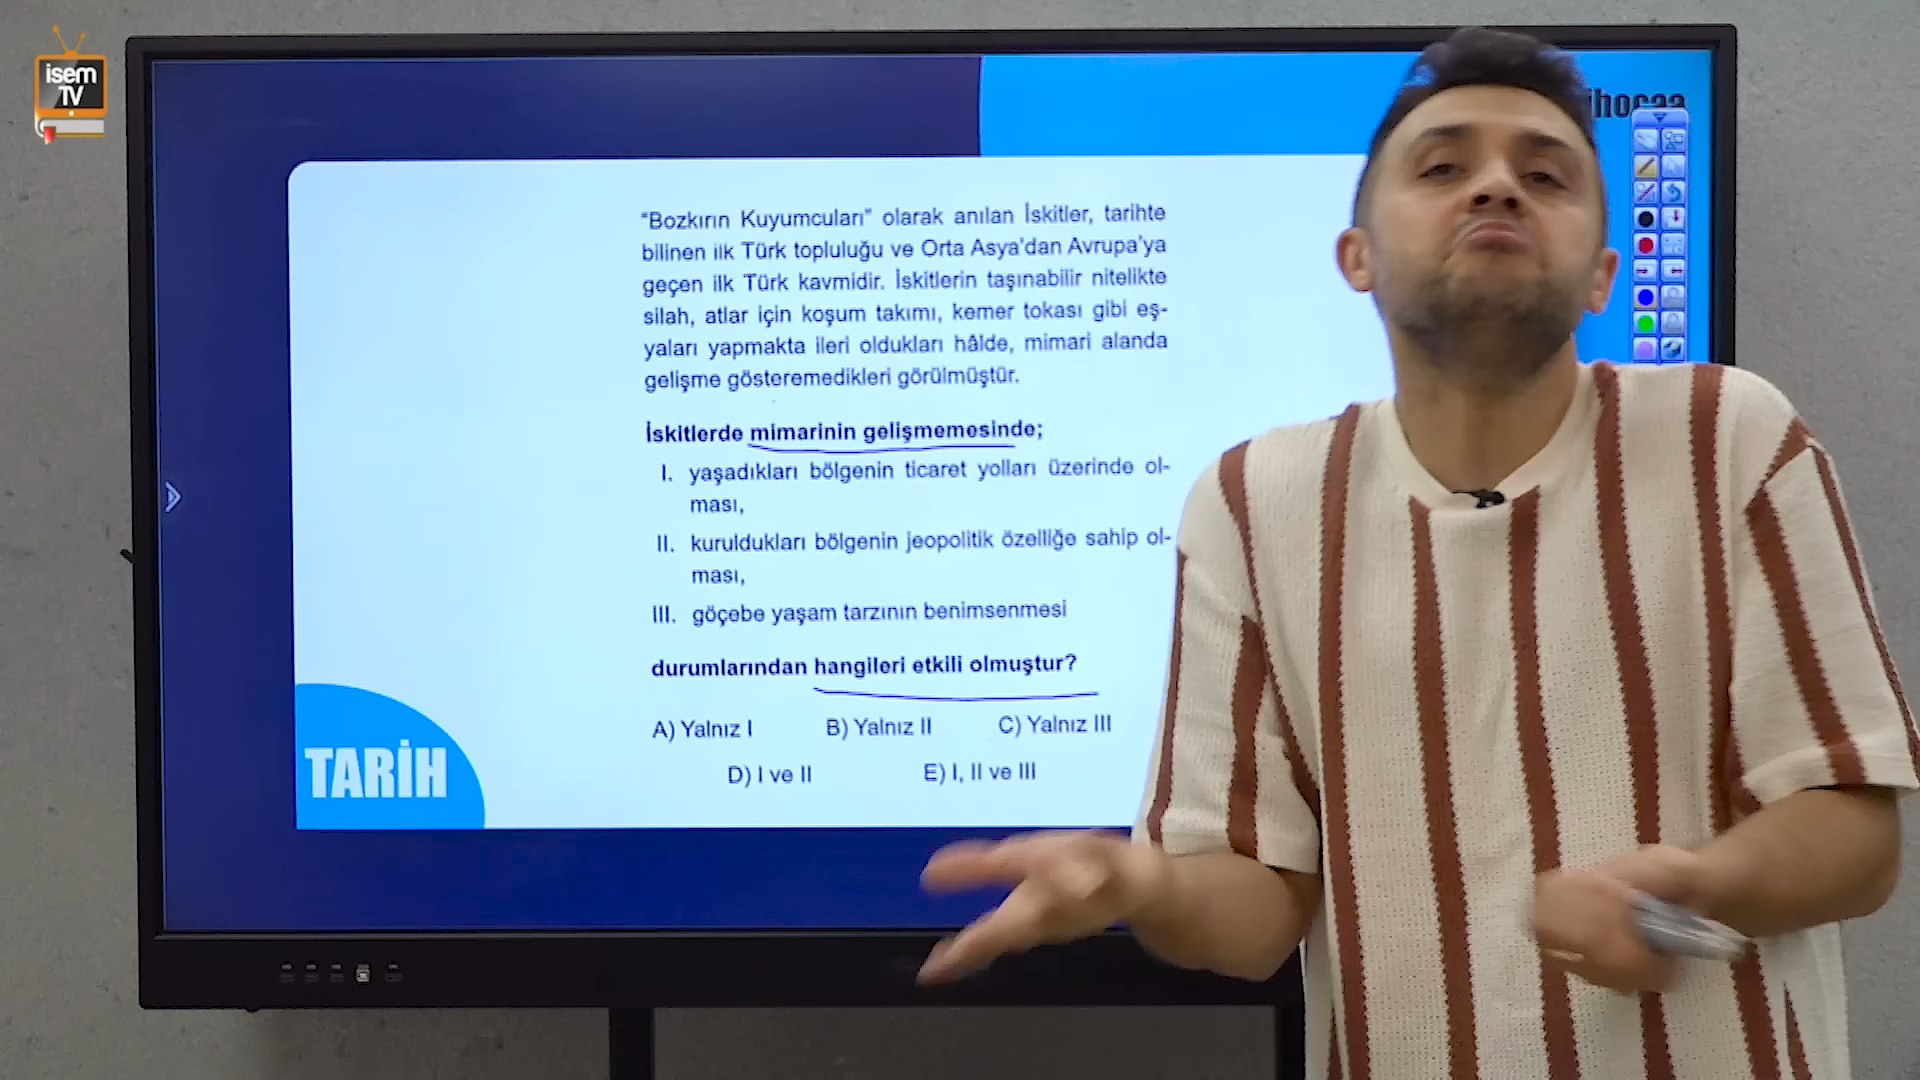 isem
TV
ihocaa
“Bozkırın Kuyumcuları” olarak anılan İskitler, tarihte
bilinen ilk Türk topluluğu ve Orta Asya’dan Avrupa’ya
geçen ilk Türk kavmidir. İskitlerin taşınabilir nitelikte
silah, atlar için koşum takımı, kemer tokası gibi eş-
yaları yapmakta ileri oldukları hâlde, mimari alanda
gelişme gösteremedikleri görülmüştür.
İskitlerde mimarinin gelişmemesinde;
I. yaşadıkları bölgenin ticaret yolları üzerinde ol-
ması,
II. kuruldukları bölgenin jeopolitik özelliğe sahip ol-
ması,
III. göçebe yaşam tarzının benimsenmesi
durumlarından hangileri etkili olmuştur?
A) Yalnız I B) Yalnız II C) Yalnız III
D) I ve II E) I, II ve III
TARİH